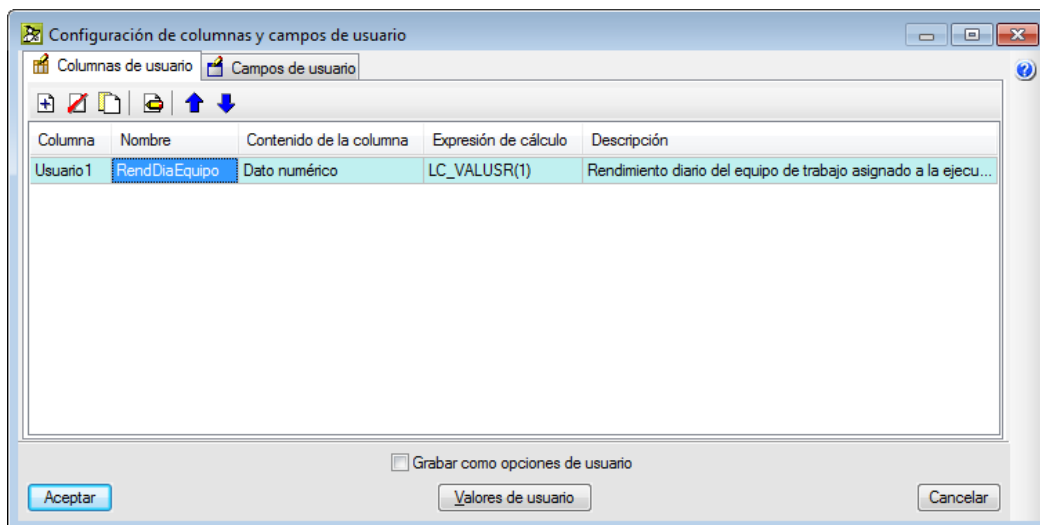 Configuración de columnas y campos de usuario
Columnas de usuario Campos de usuario
Columna Nombre Contenido de la columna Expresión de cálculo Descripción
Usuario1 RendDiaEquipo Dato numérico LC_VALUSR(1) Rendimiento diario del equipo de trabajo asignado a la ejecu...
Grabar como opciones de usuario
Aceptar Valores de usuario Cancelar